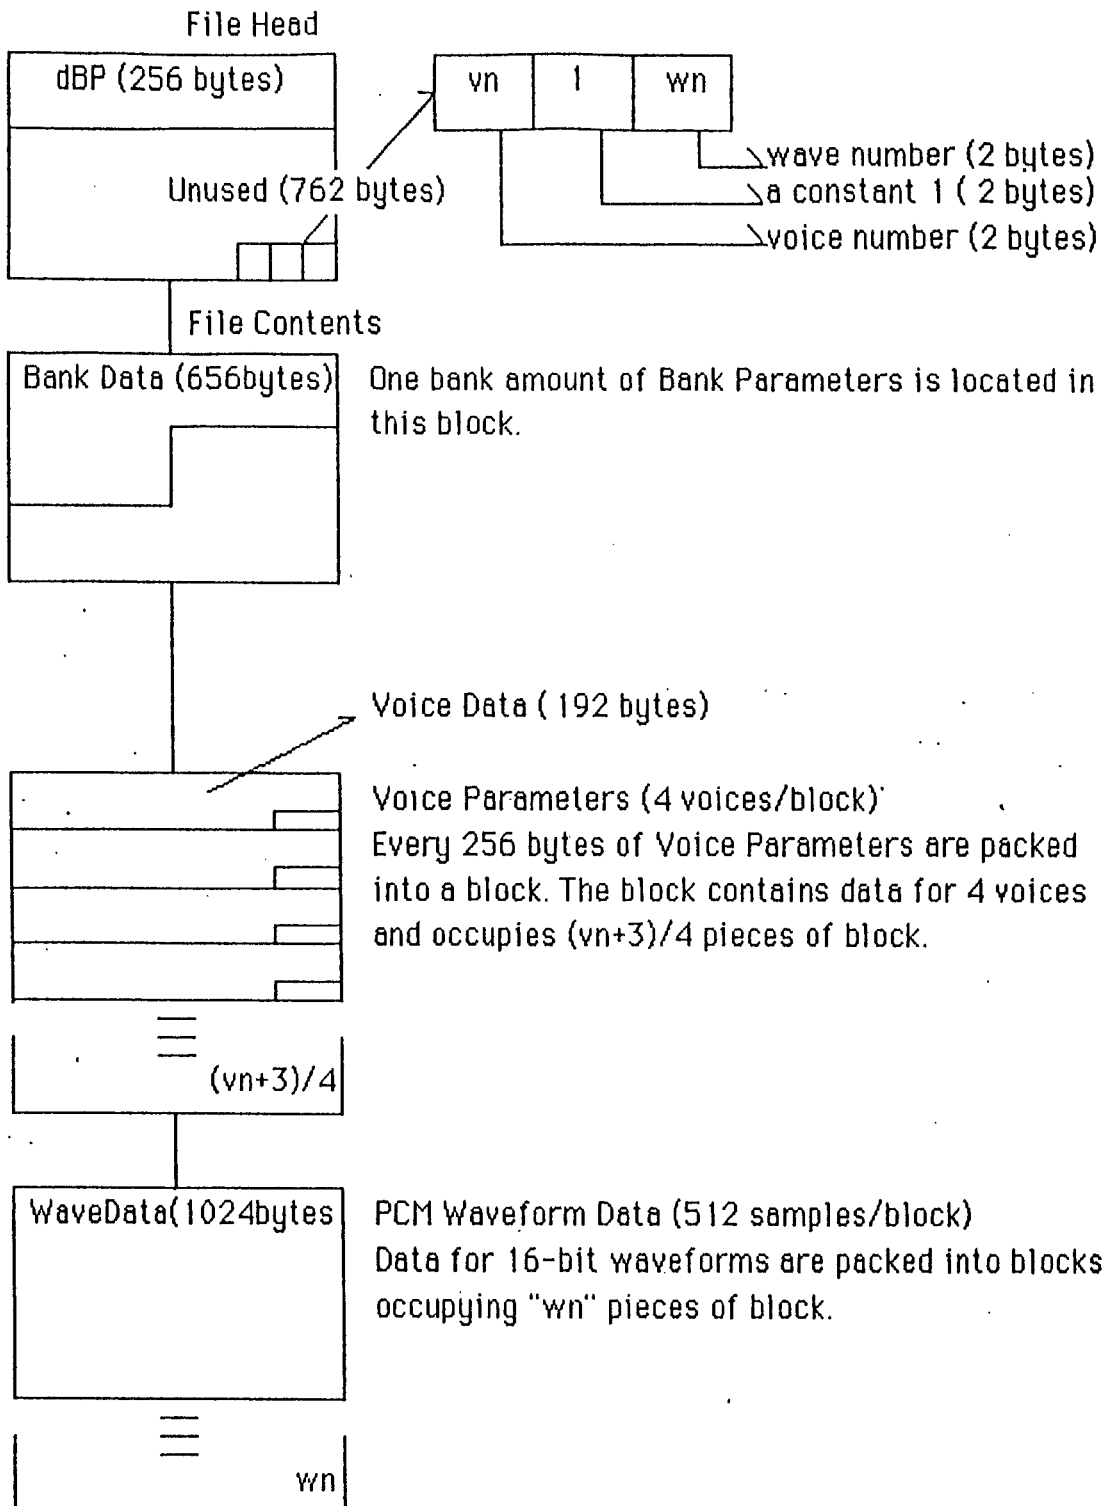 File Head
dBP (256 bytes)
vn 1 wn
wave number (2 bytes)
a constant 1 ( 2 bytes)
voice number (2 bytes)
Unused (762 bytes)
File Contents
Bank Data (656bytes)
One bank amount of Bank Parameters is located in
this block.
Voice Data ( 192 bytes)
Voice Parameters (4 voices/block)
Every 256 bytes of Voice Parameters are packed
into a block. The block contains data for 4 voices
and occupies (vn+3)/4 pieces of block.
(vn+3)/4
WaveData(1024bytes
PCM Waveform Data (512 samples/block)
Data for 16-bit waveforms are packed into blocks
occupying "wn" pieces of block.
wn